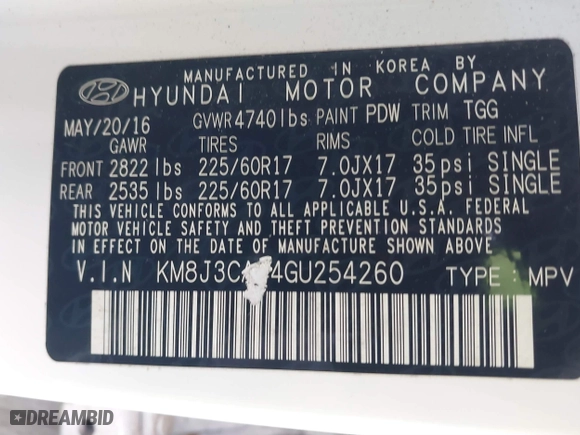 MANUFACTURED IN KOREA BY
HYUNDAI MOTOR COMPANY
MAY/20/16 GVWR 4740lbs PAINT PDW TRIM TGG
GAWR TIRES RIMS COLD TIRE INFL
FRONT 2822 lbs 225/60R17 7.0JX17 35psi SINGLE
REAR 2535 lbs 225/60R17 7.0JX17 35psi SINGLE
THIS VEHICLE CONFORMS TO ALL APPLICABLE U.S.A. FEDERAL
MOTOR VEHICLE SAFETY AND THEFT PREVENTION STANDARDS
IN EFFECT ON THE DATE OF MANUFACTURE SHOWN ABOVE.
V.I.N TYPE : MPV
DREAMBID